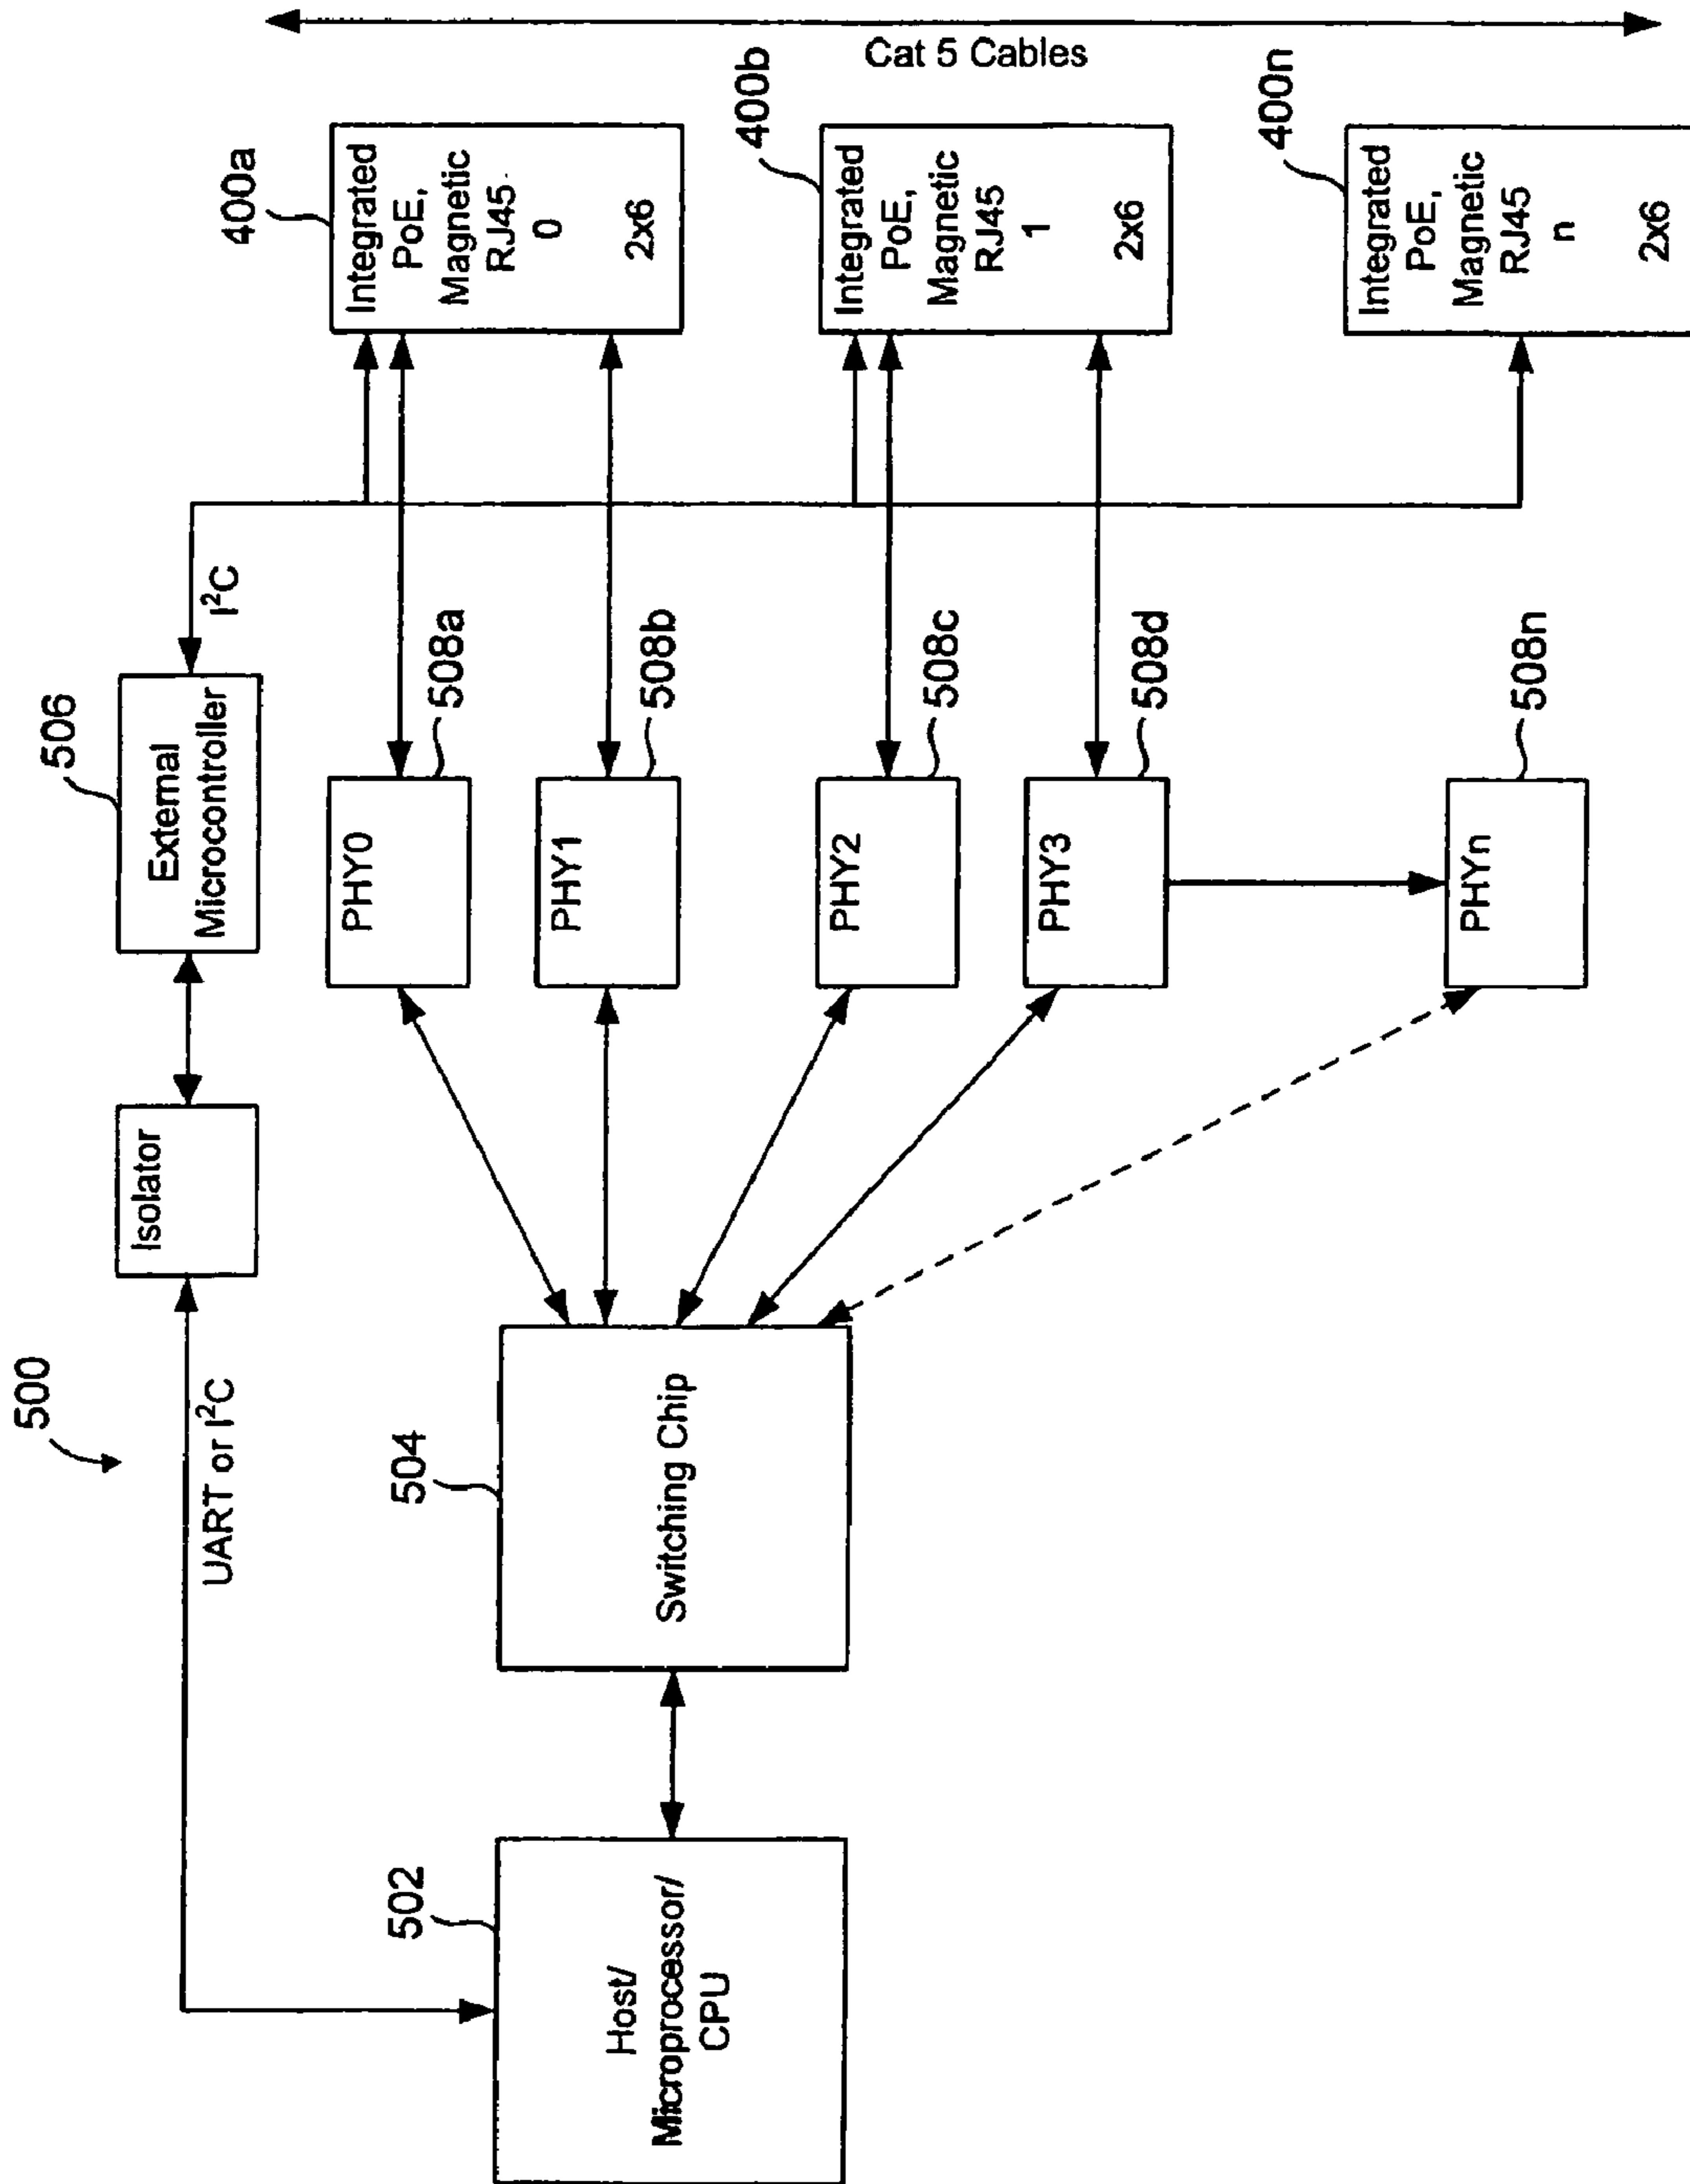 500
UART or I²C
Isolator
506
External
Microcontroller
I²C
502
Host/
Microprocessor/
CPU
504
Switching Chip
PHY0
508a
PHY1
508b
PHY2
508c
PHY3
508d
PHYn
508n
400a
Integrated
PoE,
Magnetic
RJ45
0
2x6
400b
Integrated
PoE,
Magnetic
RJ45
1
2x6
400n
Integrated
PoE,
Magnetic
RJ45
n
2x6
Cat 5 Cables